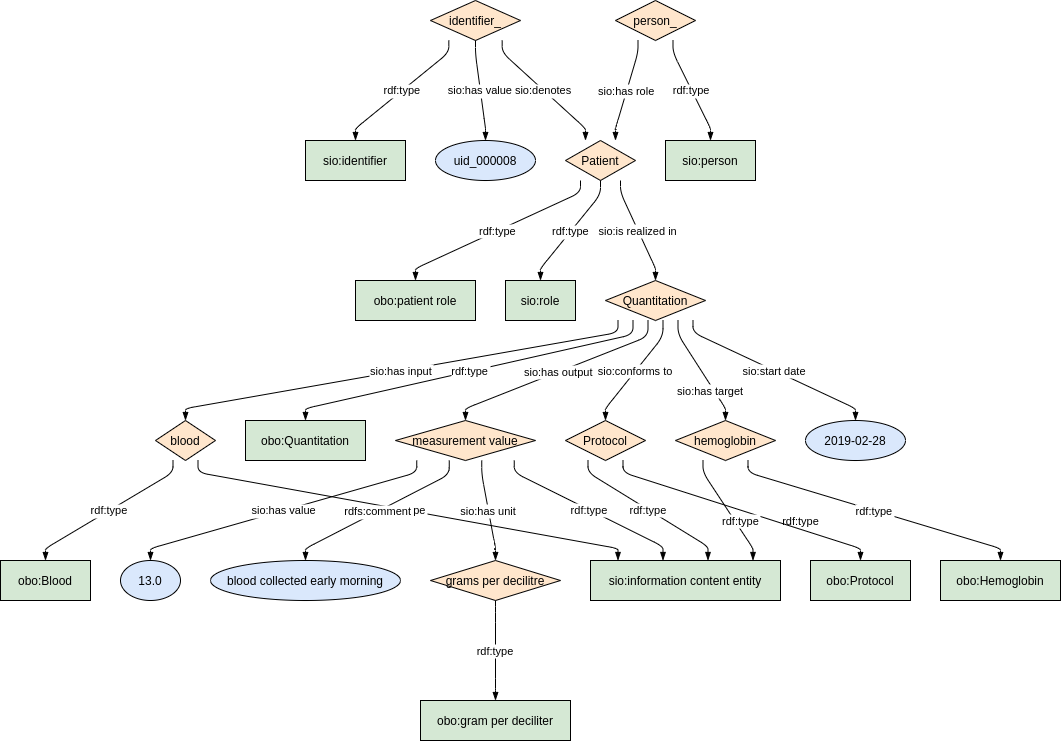 identifier_
person_
rdf:type
sio:has value
sio:denotes
sio:has role
rdf:type
sio:identifier
uid_000008
Patient
sio:person
rdf:type
rdf:type
sio:is realized in
obo:patient role
sio:role
Quantitation
sio:has input
rdf:type
sio:has output
sio:conforms to
sio:has target
sio:start date
blood
obo:Quantitation
measurement value
Protocol
hemoglobin
2019-02-28
rdf:type
sio:has value
rdfs:comment
pe
sio:has unit
rdf:type
rdf:type
rdf:type
rdf:type
rdf:type
obo:Blood
13.0
blood collected early morning
grams per decilitre
sio:information content entity
obo:Protocol
obo:Hemoglobin
rdf:type
obo:gram per deciliter